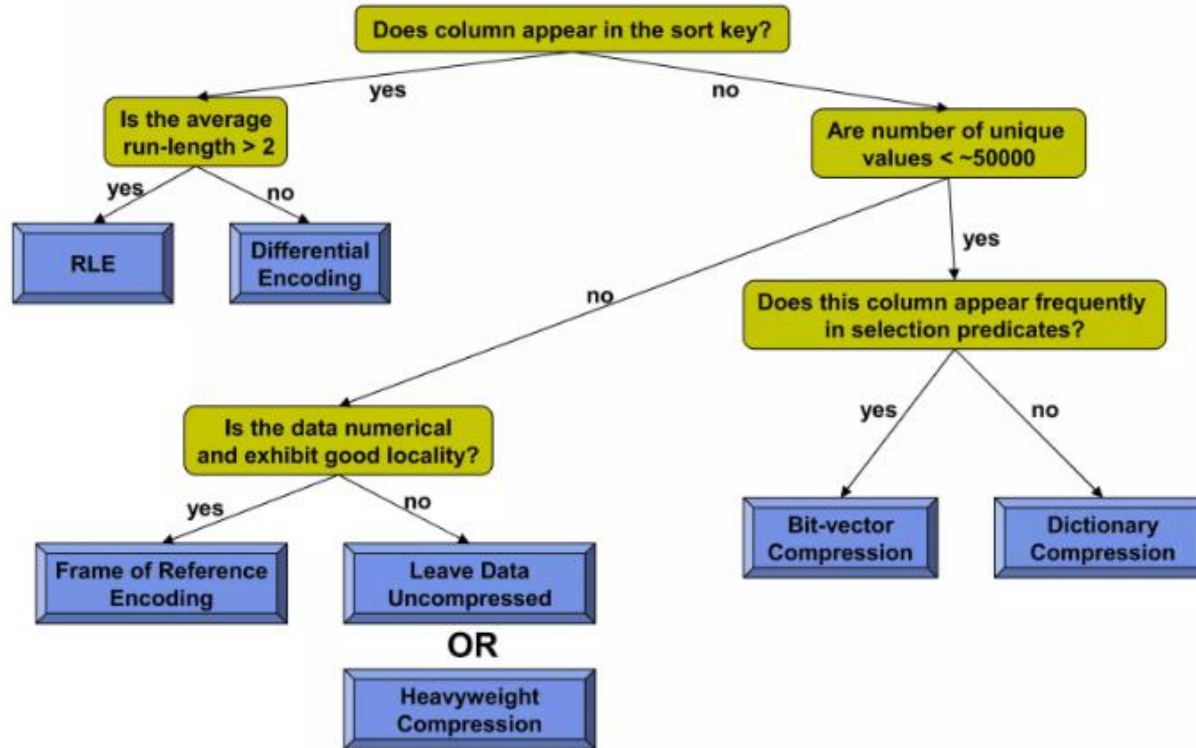 Does column appear in the sort key?
yes
no
Is the average
run-length > 2
Are number of unique
values < ~50000
yes
no
RLE
Differential
Encoding
no
yes
Does this column appear frequently
in selection predicates?
Is the data numerical
and exhibit good locality?
yes
no
yes
no
Bit-vector
Compression
Dictionary
Compression
Frame of Reference
Encoding
Leave Data
Uncompressed
OR
Heavyweight
Compression